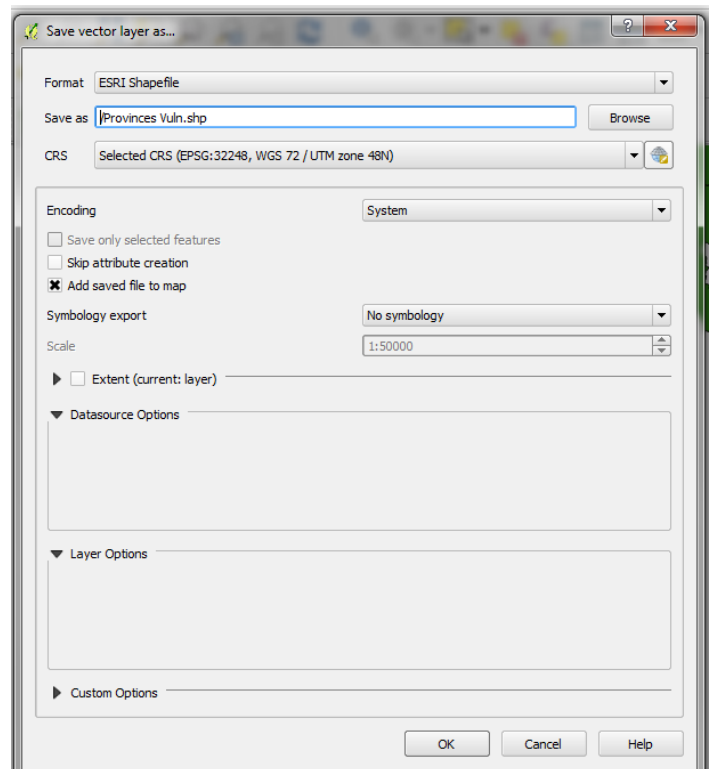 Save vector layer as...
Format ESRI Shapefile
Save as /Provinces Vuln.shp Browse
CRS Selected CRS (EPSG:32248, WGS 72 / UTM zone 48N)
Encoding System
Save only selected features
Skip attribute creation
Add saved file to map
Symbology export No symbology
Scale 1:50000
Extent (current: layer)
Datasource Options
Layer Options
Custom Options
OK Cancel Help